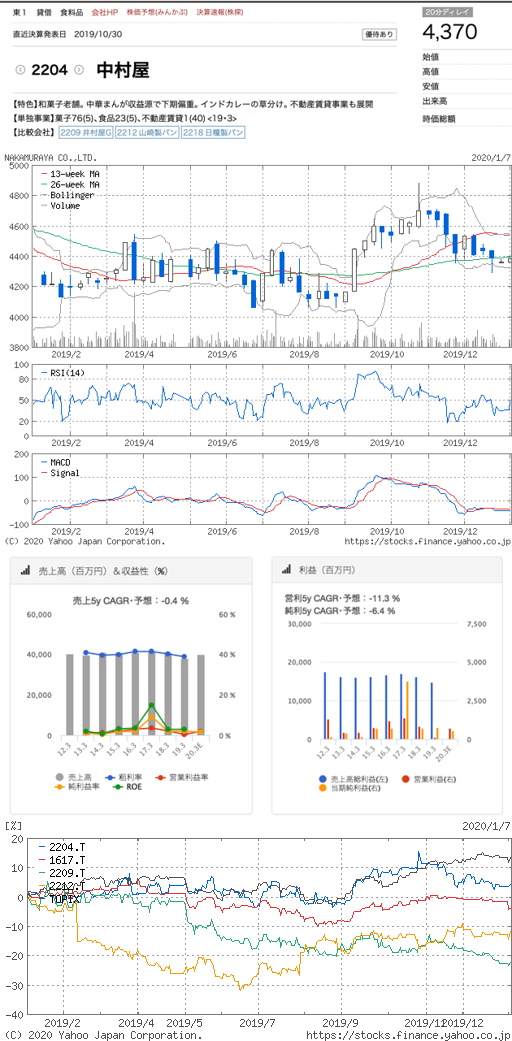 東1 貸借 食料品 会社HP 株価予想(みんかぶ) 決算速報(株探)
20分ディレイ
直近決算発表日 2019/10/30
優待あり
4,370
2204 中村屋
始値
高値
安値
出来高
時価総額
【特色】和菓子老舗。中華まんが収益源で下期偏重。インドカレーの草分け。不動産賃貸事業も展開
【単独事業】菓子76(5)、食品23(5)、不動産賃貸1(40) <19・3>
【比較会社】 2209 井村屋G 2212 山崎製パン 2218 日糧製パン
NAKAMURAYA CO.,LTD. 2020/1/7
5000
4800
4600
4400
4200
4000
3800
13-week MA
26-week MA
Bollinger
Volume
2019/2 2019/4 2019/6 2019/8 2019/10 2019/12
100
80
60
40
20
0
RSI(14)
2019/2 2019/4 2019/6 2019/8 2019/10 2019/12
200
100
0
-100
MACD
Signal
2019/2 2019/4 2019/6 2019/8 2019/10 2019/12
(C) 2020 Yahoo Japan Corporation. https://stocks.finance.yahoo.co.jp
売上高（百万円）＆収益性（%）
売上5y CAGR・予想： -0.4 %
60,000 60 %
40,000 40 %
20,000 20 %
0 0 %
12.3 13.3 14.3 15.3 16.3 17.3 18.3 19.3 20.3E
売上高 粗利率 営業利益率
純利益率 ROE
利益（百万円）
営利5y CAGR・予想： -11.3 %
純利5y CAGR・予想： -6.4 %
30,000 7,500
20,000 5,000
10,000 2,500
0 0
12.3 13.3 14.3 15.3 16.3 17.3 18.3 19.3 20.3E
売上高総利益(左) 営業利益(右)
当期純利益(右)
[%] 2020/1/7
20
10
0
-10
-20
-30
-40
2204.T
1617.T
2209.T
2212.T
TOPIX
2019/2 2019/4 2019/5 2019/7 2019/9 2019/11 2019/12
(C) 2020 Yahoo Japan Corporation. https://stocks.finance.yahoo.co.jp